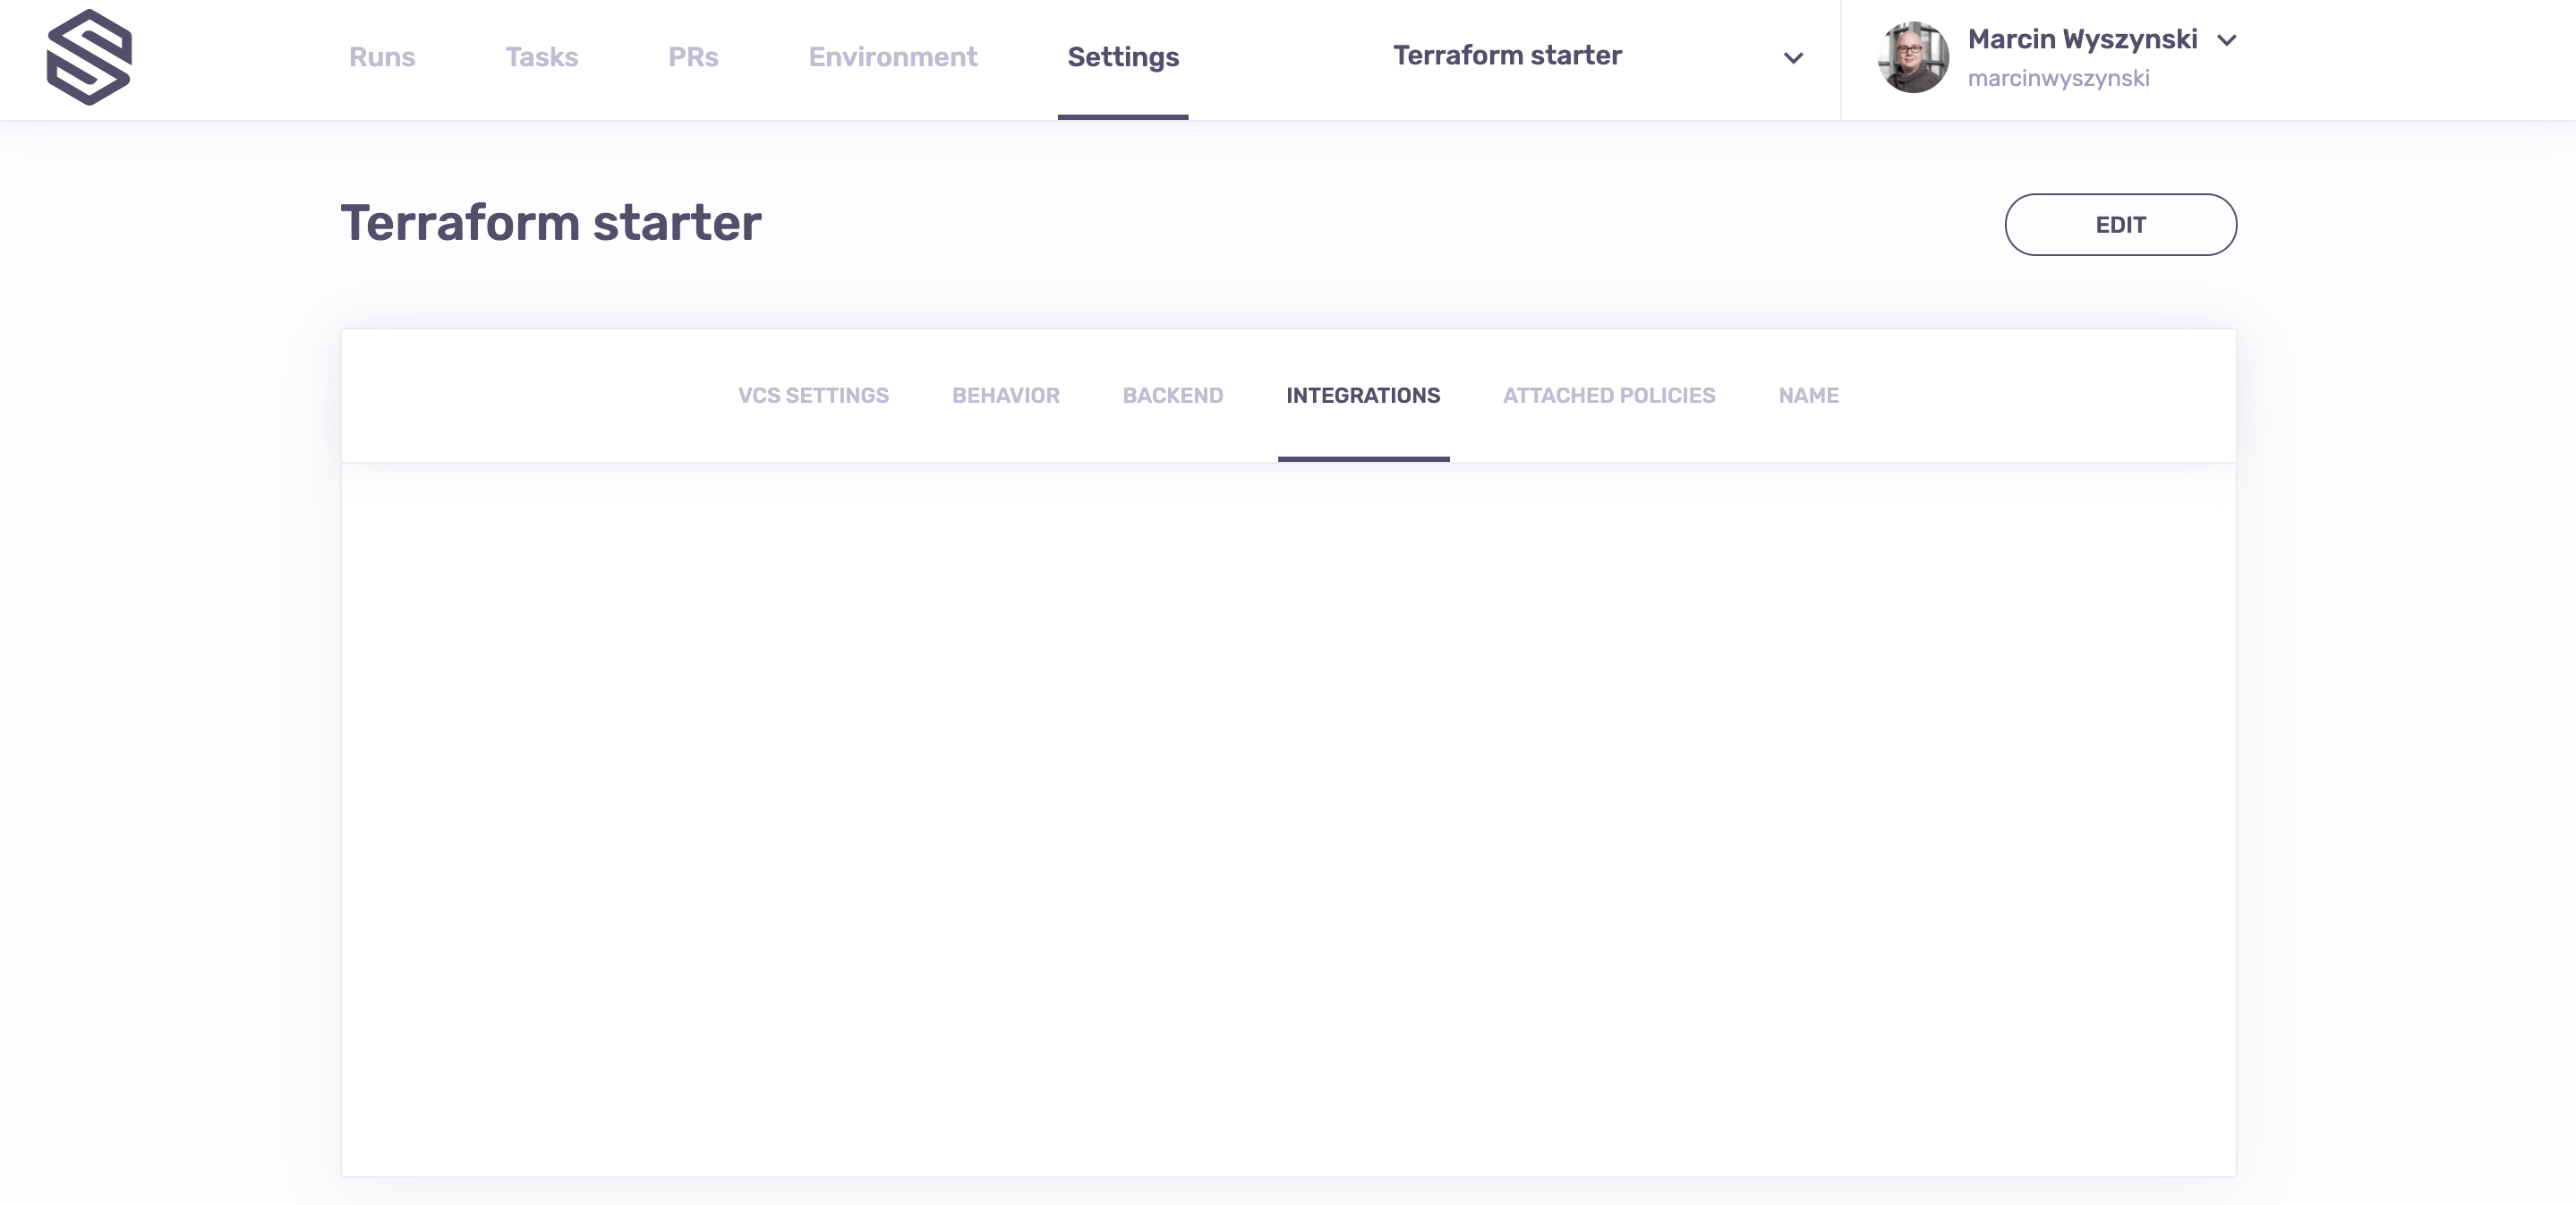 Runs Tasks PRs Environment Settings Terraform starter Marcin Wyszynski
marcinwyszynski
Terraform starter EDIT
VCS SETTINGS BEHAVIOR BACKEND INTEGRATIONS ATTACHED POLICIES NAME